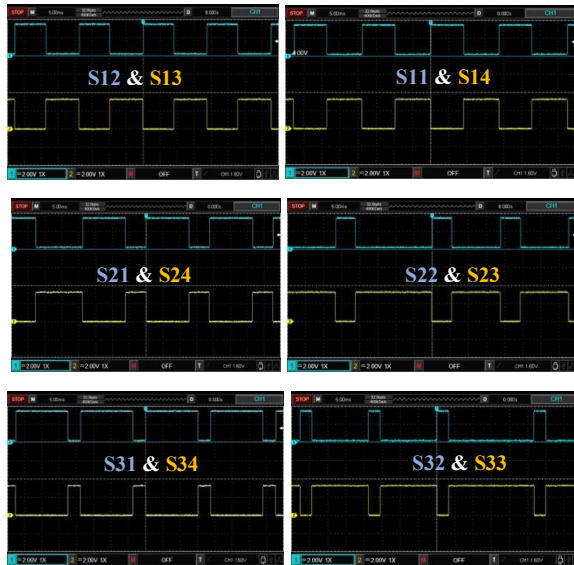 STOP M 5.00ms D 8.000s CH1
S12 & S13
1 =2.00V 1X 2 =2.00V 1X M OFF T CH1 1.60V
STOP M 5.00ms D 0.000s CH1
4.00V
S11 & S14
1 =2.00V 1X 2 =2.00V 1X M OFF T CH1 1.60V
STOP M 5.00ms D 0.000s CH1
S21 & S24
1 =2.00V 1X 2 =2.00V 1X M OFF T CH1 1.60V
STOP M 5.00ms D 8.000s CH1
S22 & S23
1 =2.00V 1X 2 =2.00V 1X M OFF T CH1 1.60V
STOP M 5.00ms D 0.000s CH1
S31 & S34
1 =2.00V 1X 2 =2.00V 1X M OFF T CH1 1.60V
STOP M 5.00ms D 0.000s CH1
S32 & S33
1 =2.00V 1X 2 =2.00V 1X M OFF T CH1 1.60V